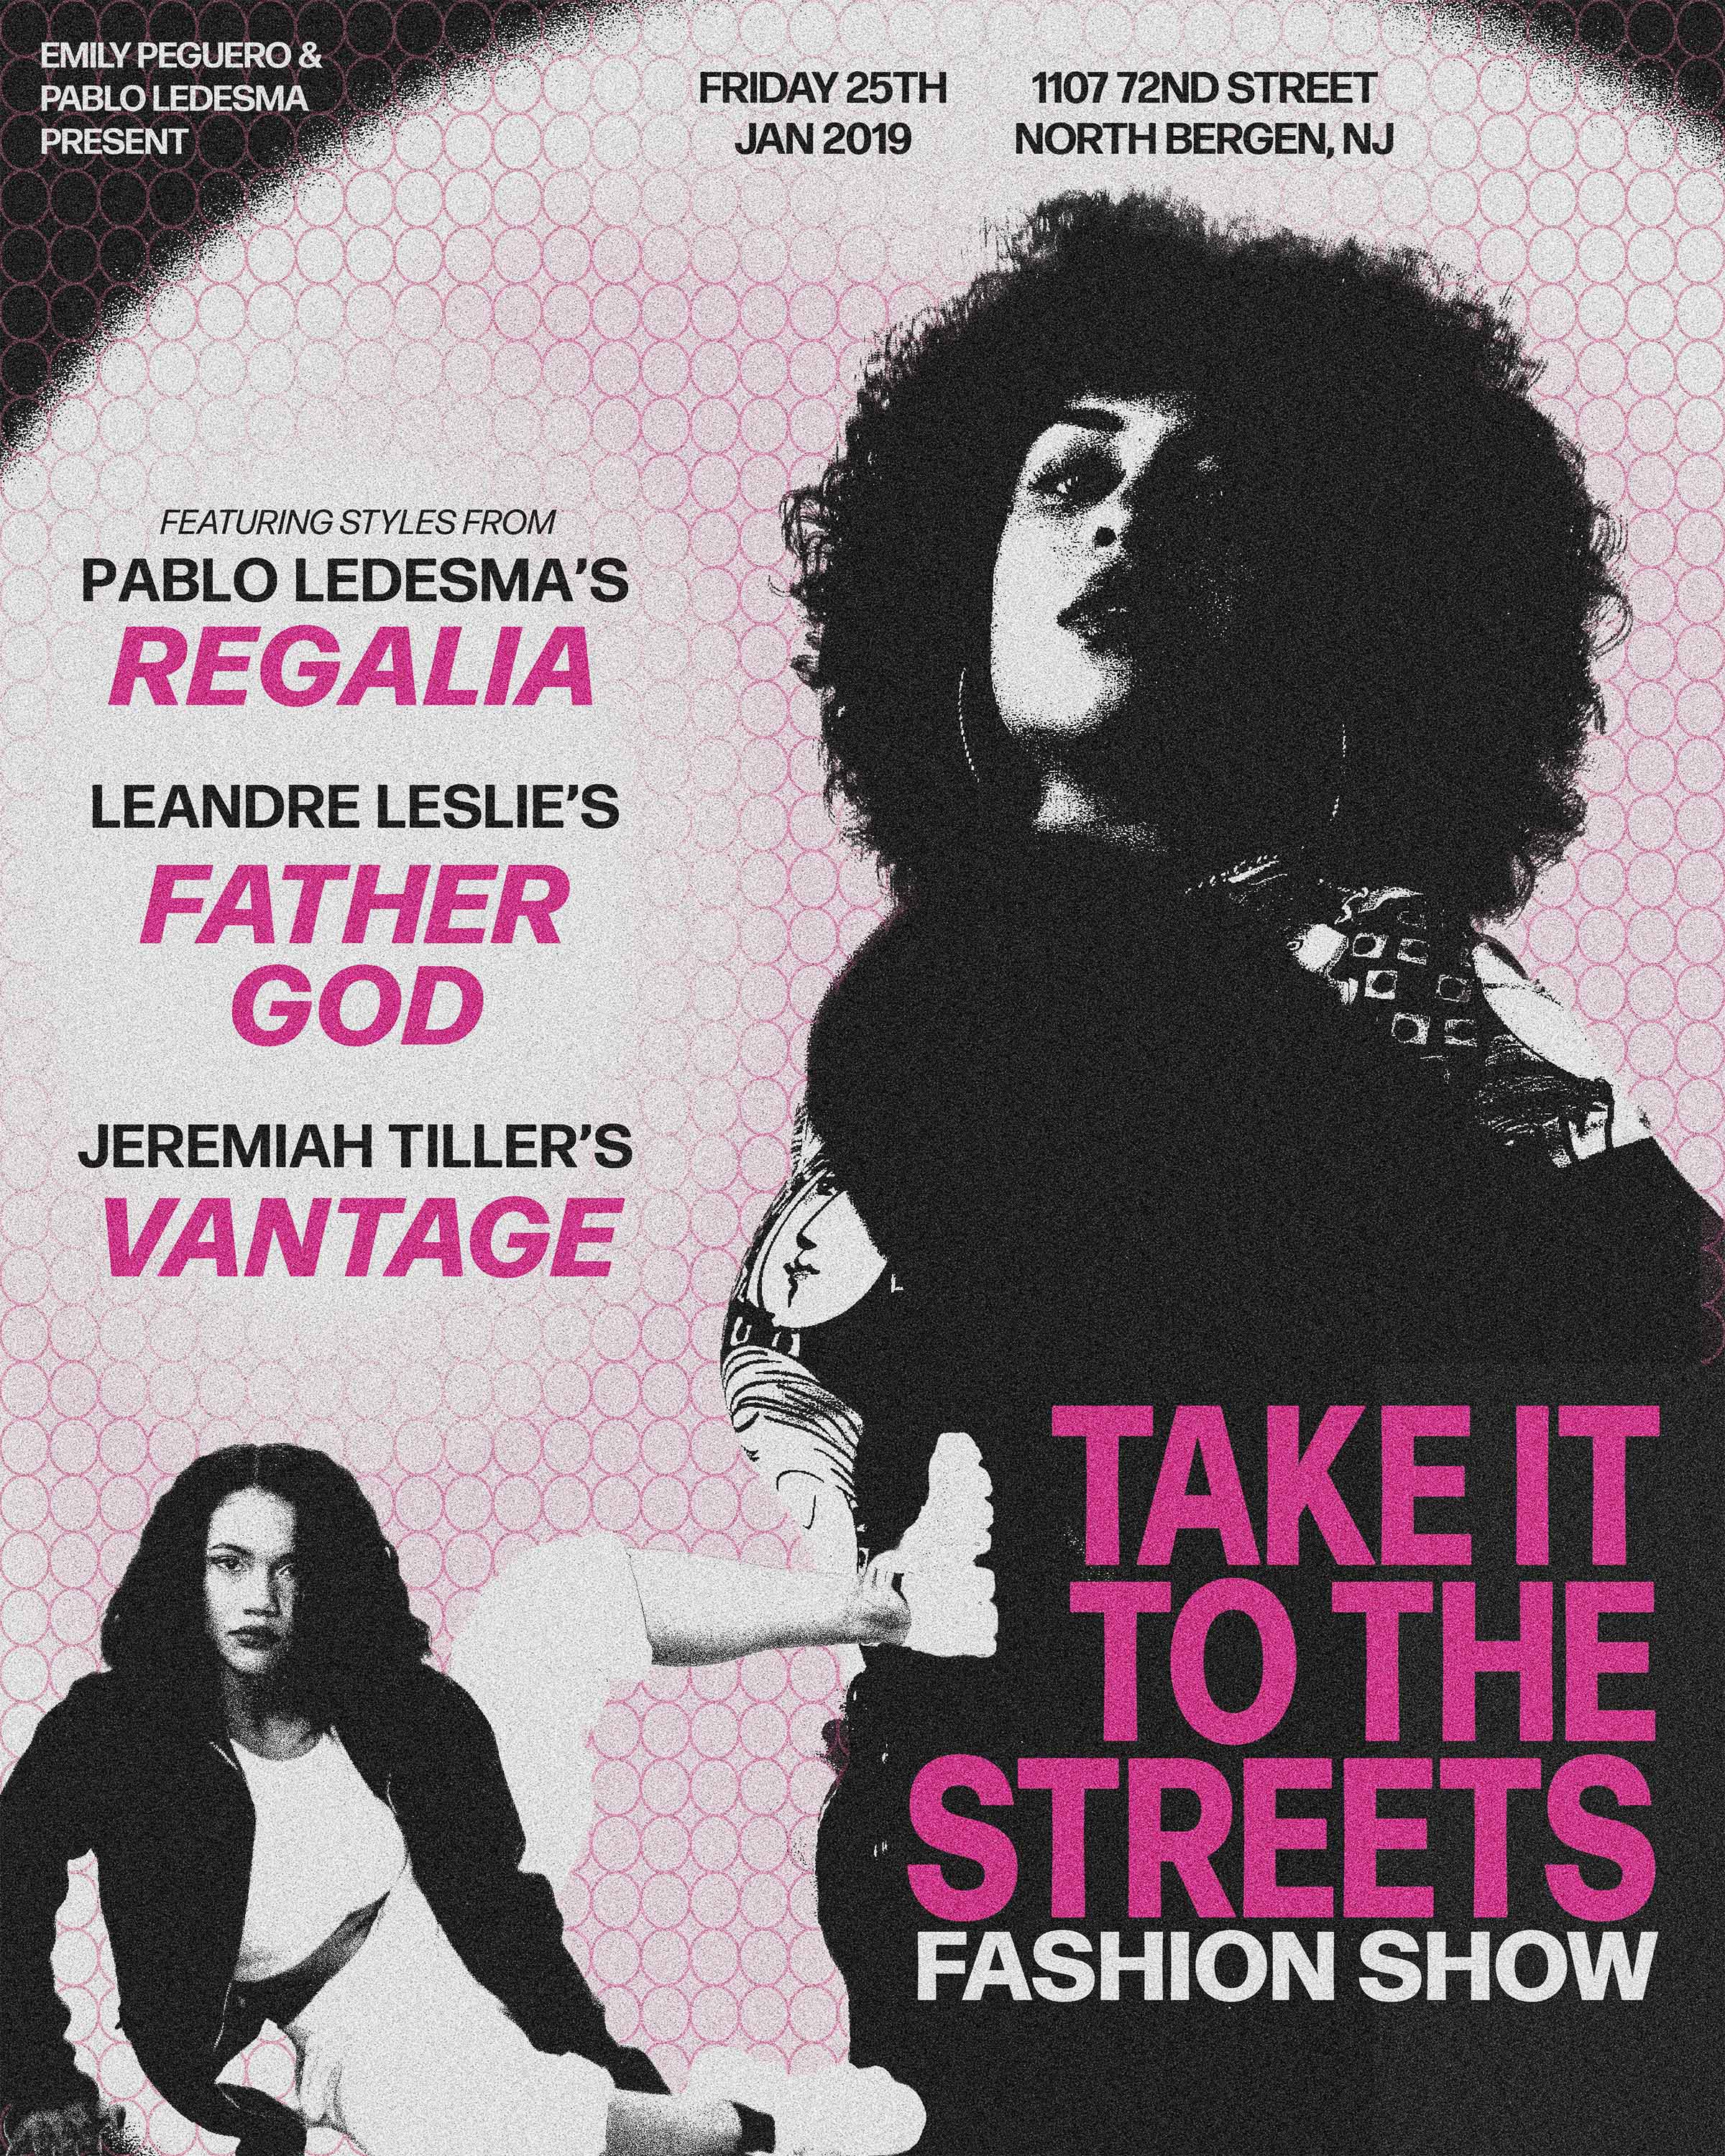 EMILY PEGUERO &
PABLO LEDESMA
PRESENT
FRIDAY 25TH
JAN 2019
1107 72ND STREET
NORTH BERGEN, NJ
FEATURING STYLES FROM
PABLO LEDESMA'S
REGALIA
LEANDRE LESLIE'S
FATHER
GOD
JEREMIAH TILLER'S
VANTAGE
TAKE IT
TO THE
STREETS
FASHION SHOW